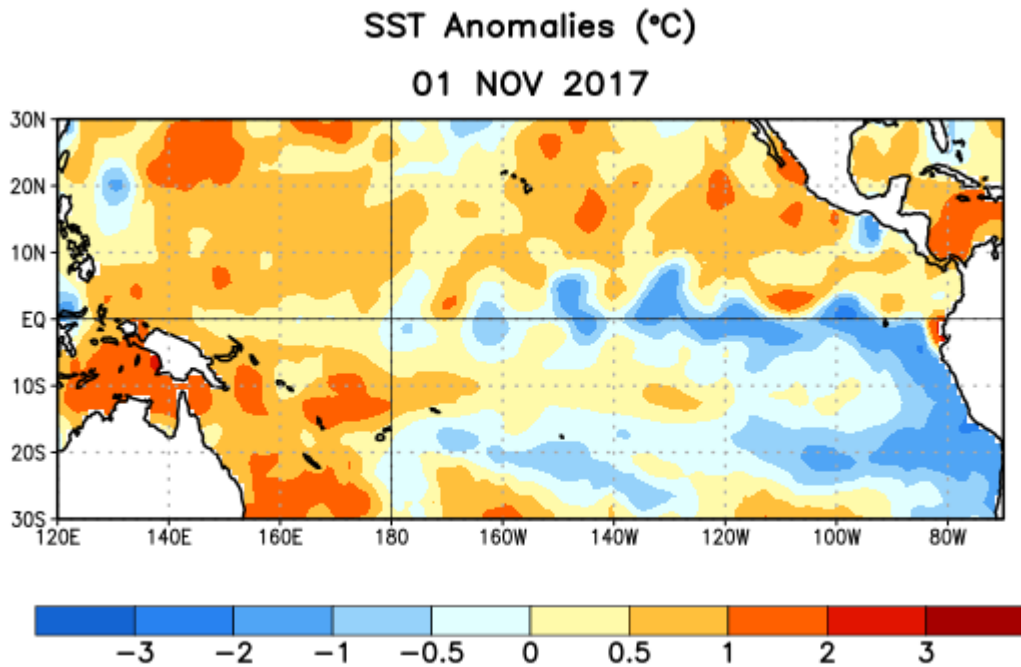 SST Anomalies (°C)
01 NOV 2017
30N
20N
10N
EQ
10S
20S
30S
120E 140E 160E 180 160W 140W 120W 100W 80W
-3 -2 -1 -0.5 0 0.5 1 2 3